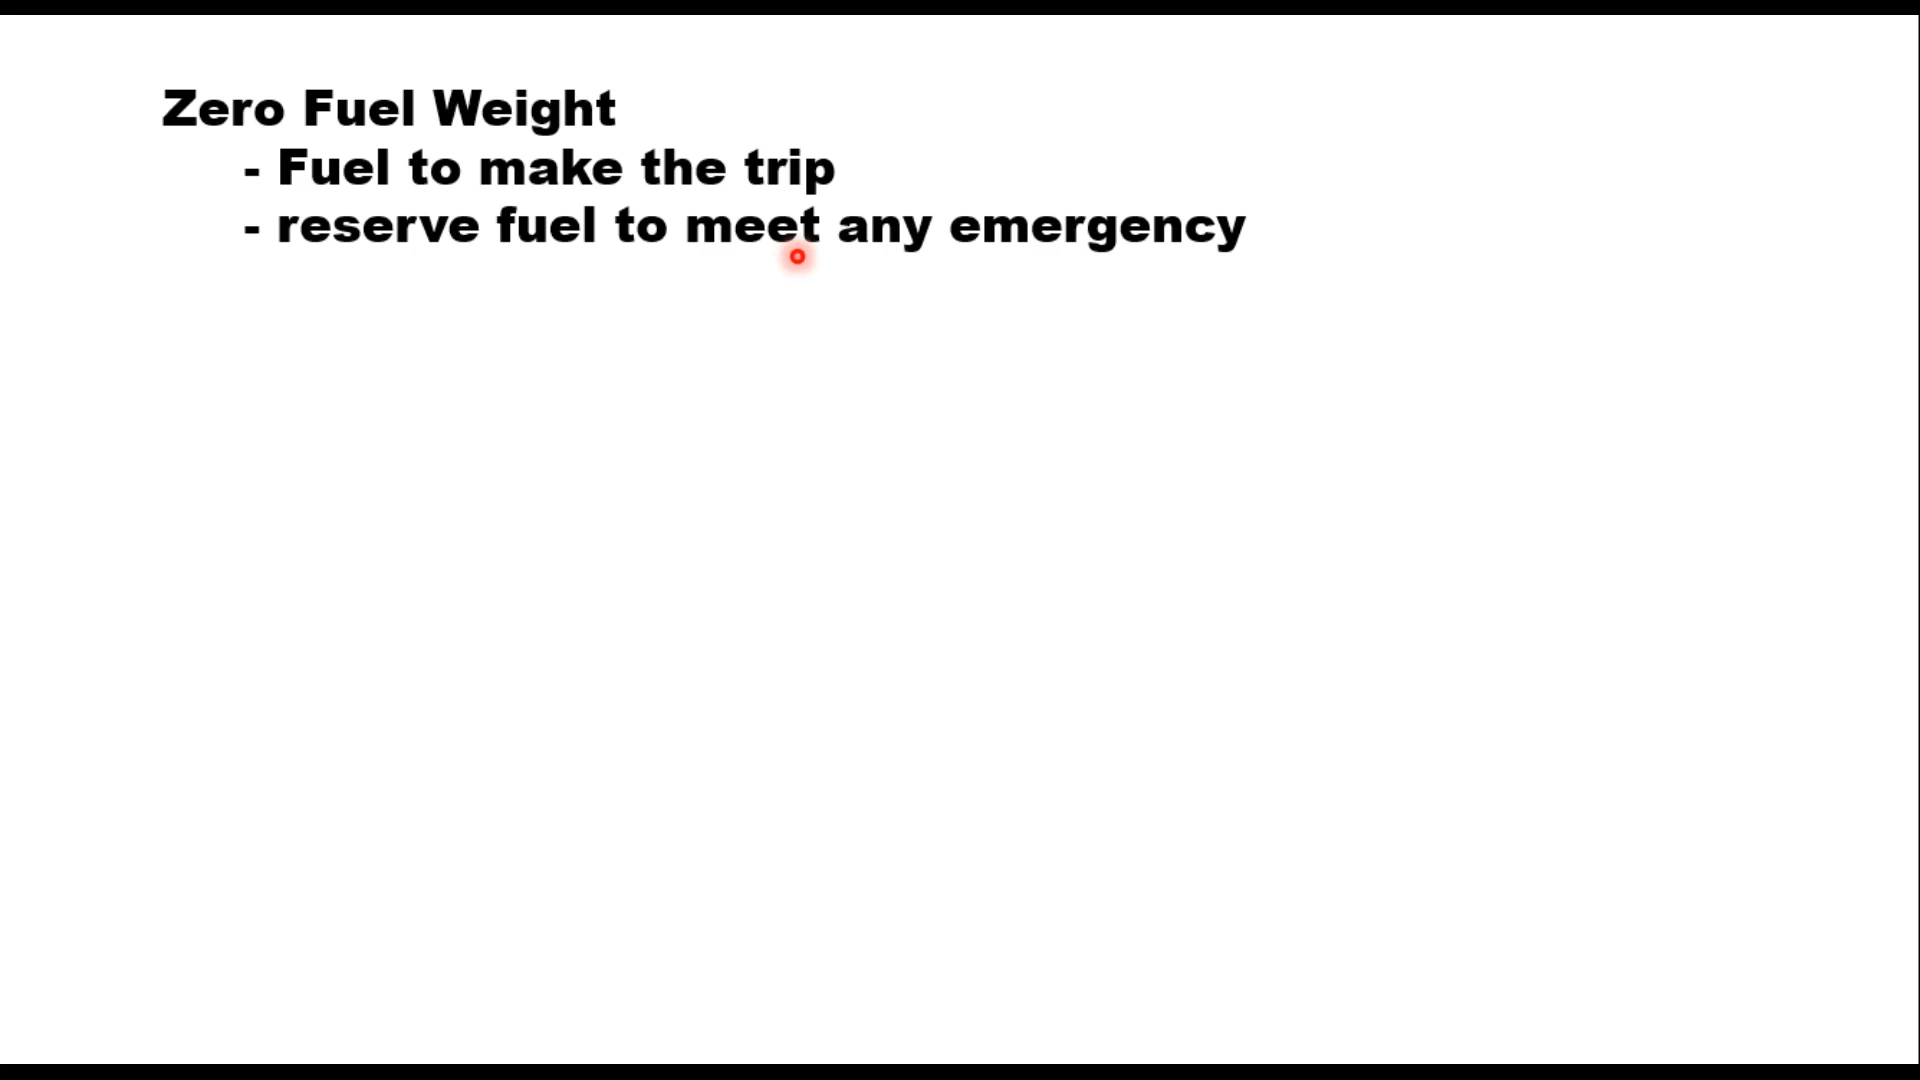 Zero Fuel Weight
- Fuel to make the trip
- reserve fuel to meet any emergency